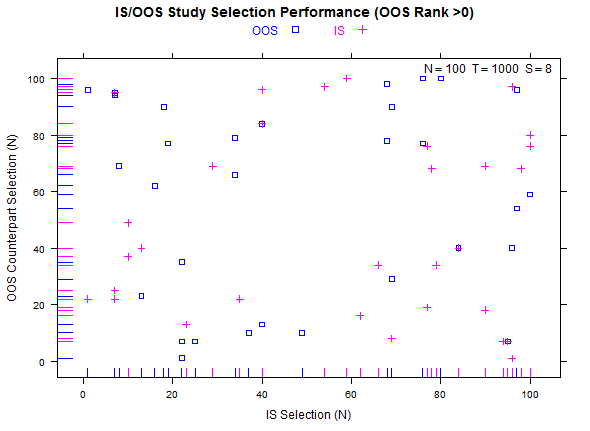 IS/OOS Study Selection Performance (OOS Rank >0)
OOS IS
N = 100 T = 1000 S = 8
100
80
60
40
20
0
OOS Counterpart Selection (N)
0 20 40 60 80 100
IS Selection (N)